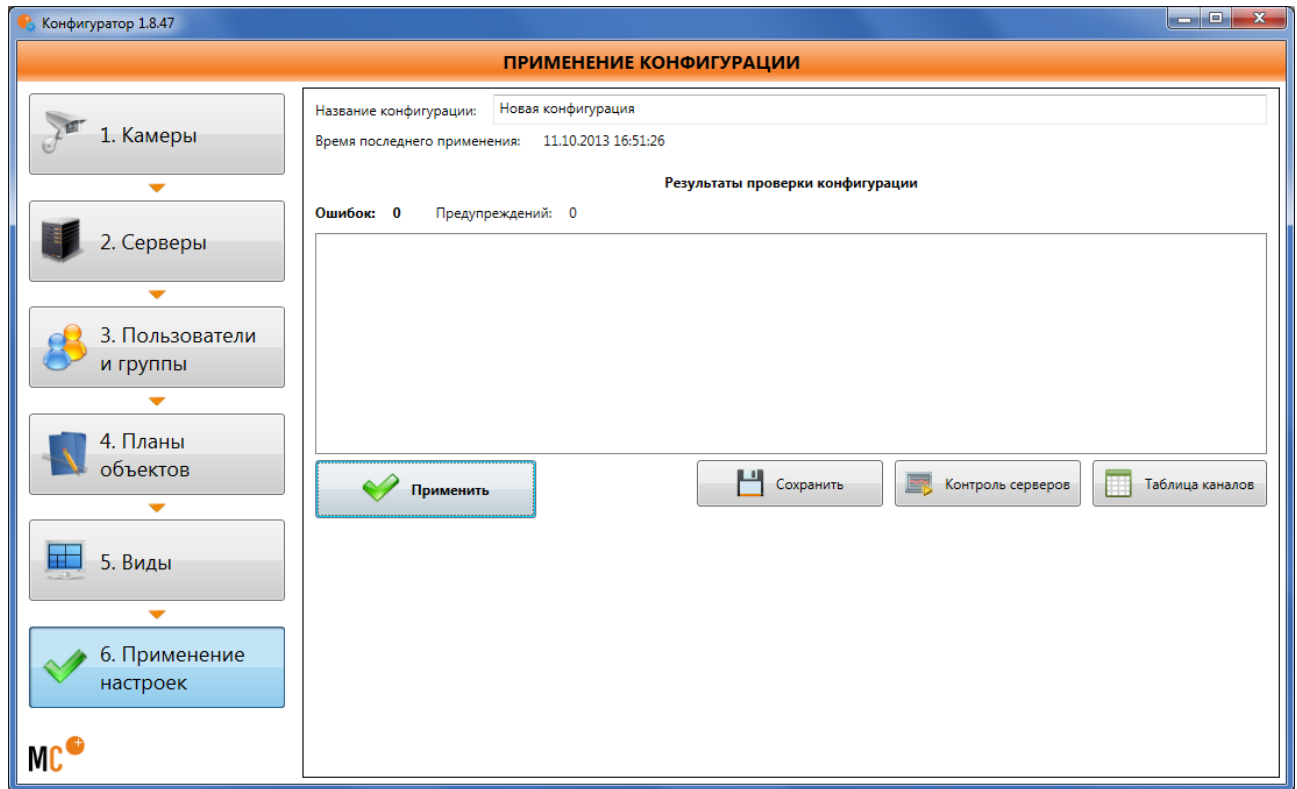 Конфигуратор 1.8.47
ПРИМЕНЕНИЕ КОНФИГУРАЦИИ
1. Камеры
2. Серверы
3. Пользователи
и группы
4. Планы
объектов
5. Виды
6. Применение
настроек
MC
Название конфигурации: Новая конфигурация
Время последнего применения: 11.10.2013 16:51:26
Результаты проверки конфигурации
Ошибок: 0 Предупреждений: 0
Применить Сохранить Контроль серверов Таблица каналов